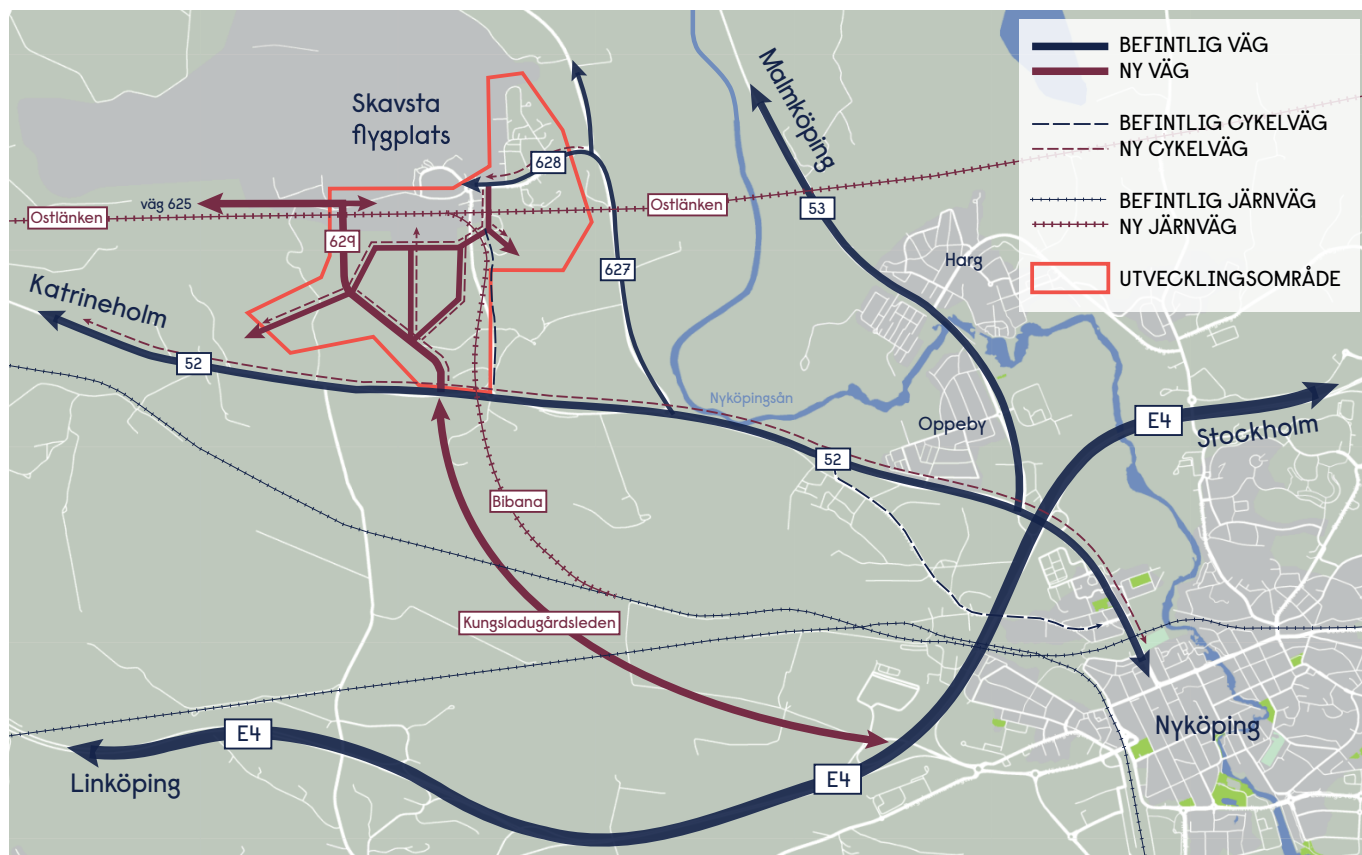 BEFINTLIG VÄG
NY VÄG
BEFINTLIG CYKELVÄG
NY CYKELVÄG
BEFINTLIG JÄRNVÄG
NY JÄRNVÄG
UTVECKLINGSOMRÅDE
Malmköping
Skavsta
flygplats
628
väg 625
Ostlänken
Ostlänken
53
629
Harg
627
Katrineholm
52
Nyköpingsån
Oppeby
E4
Stockholm
52
Bibana
Kungsladugårdsleden
E4
Nyköping
E4
Linköping